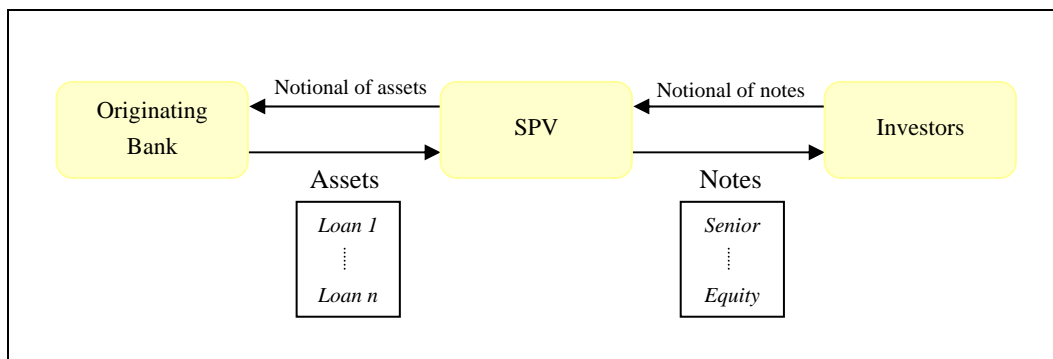 Notional of assets
Notional of notes
Originating
Bank
SPV
Investors
Assets
Notes
Loan 1
Loan n
Senior
Equity